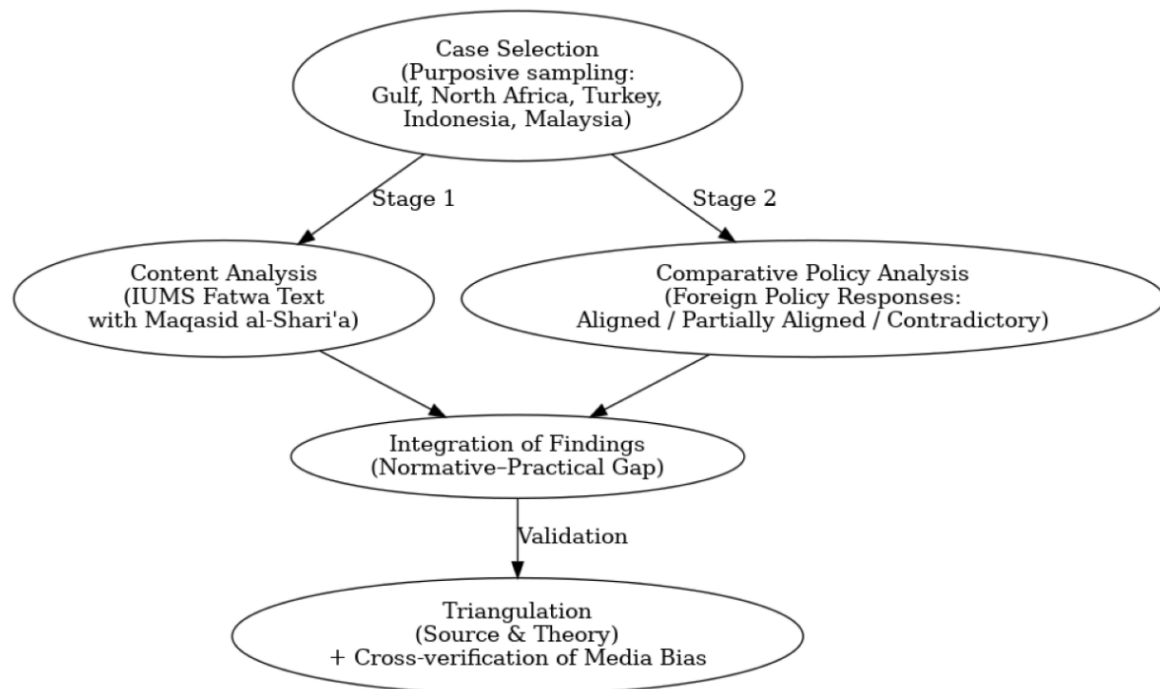 Case Selection
(Purposive sampling:
Gulf, North Africa, Turkey,
Indonesia, Malaysia)
Stage 1
Stage 2
Content Analysis
(IUMS Fatwa Text
with Maqasid al-Shari'a)
Comparative Policy Analysis
(Foreign Policy Responses:
Aligned / Partially Aligned / Contradictory)
Integration of Findings
(Normative–Practical Gap)
Validation
Triangulation
(Source & Theory)
+ Cross-verification of Media Bias